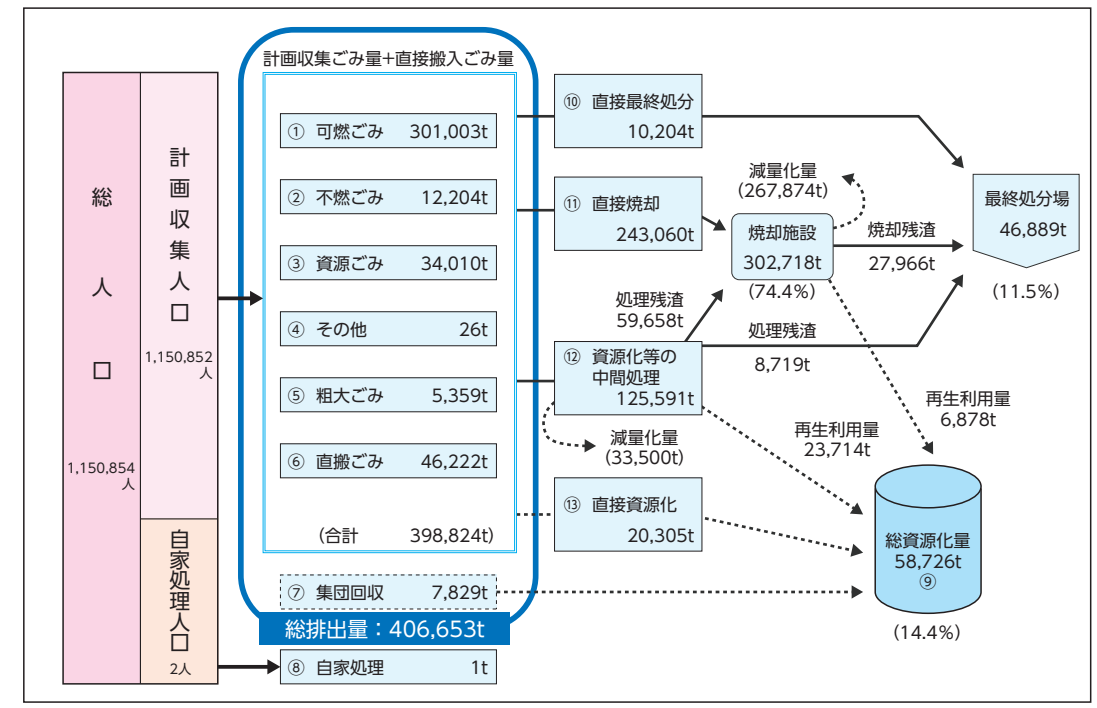 総人口
1,150,854
人
計画収集人口
1,150,852
人
自家処理人口
2人
計画収集ごみ量+直接搬入ごみ量
① 可燃ごみ 301,003t
② 不燃ごみ 12,204t
③ 資源ごみ 34,010t
④ その他 26t
⑤ 粗大ごみ 5,359t
⑥ 直搬ごみ 46,222t
(合計 398,824t)
⑦ 集団回収 7,829t
総排出量：406,653t
⑧ 自家処理 1t
⑩ 直接最終処分
10,204t
⑪ 直接焼却
243,060t
処理残渣
59,658t
⑫ 資源化等の
中間処理
125,591t
減量化量
(33,500t)
⑬ 直接資源化
20,305t
減量化量
(267,874t)
焼却施設
302,718t
(74.4%)
焼却残渣
27,966t
処理残渣
8,719t
再生利用量
23,714t
再生利用量
6,878t
最終処分場
46,889t
(11.5%)
総資源化量
58,726t
⑨
(14.4%)